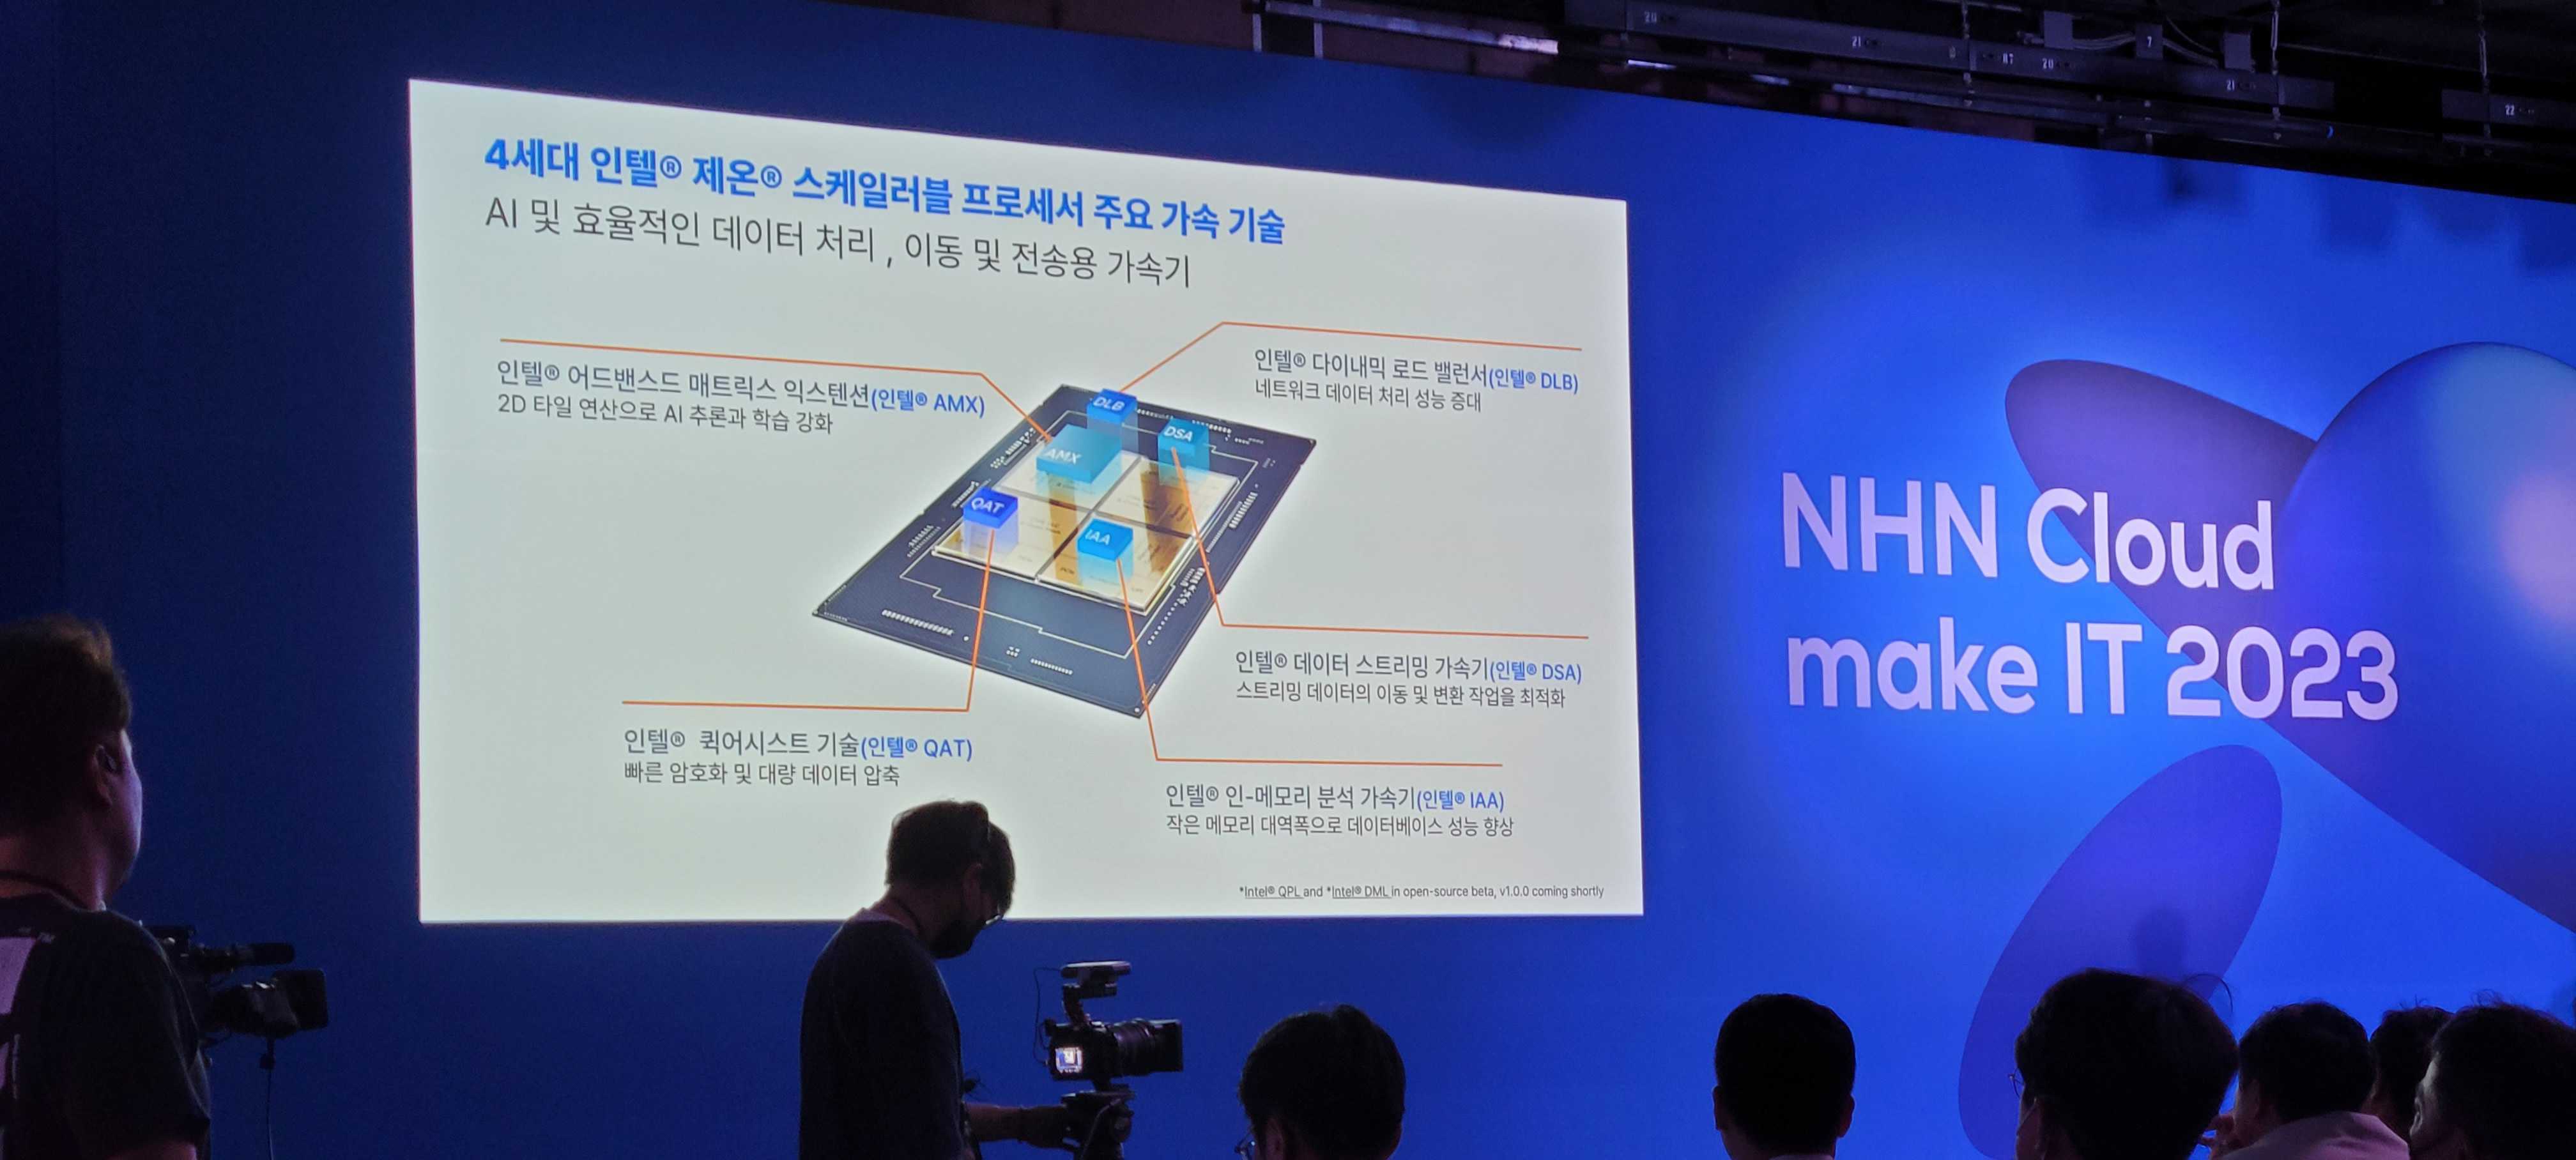 4세대 인텔® 제온® 스케일러블 프로세서 주요 가속 기술
AI 및 효율적인 데이터 처리 , 이동 및 전송용 가속기
인텔® 어드밴스드 매트릭스 익스텐션(인텔® AMX)
2D 타일 연산으로 AI 추론과 학습 강화
인텔® 다이내믹 로드 밸런서(인텔® DLB)
네트워크 데이터 처리 성능 증대
DLB
DSA
AMX
QAT
IAA
인텔® 데이터 스트리밍 가속기(인텔® DSA)
스트리밍 데이터의 이동 및 변환 작업을 최적화
인텔® 퀵어시스트 기술(인텔® QAT)
빠른 암호화 및 대량 데이터 압축
인텔® 인-메모리 분석 가속기(인텔® IAA)
작은 메모리 대역폭으로 데이터베이스 성능 향상
*Intel® QPL and *Intel® DML in open-source beta, v1.0.0 coming shortly
NHN Cloud
make IT 2023
20
21
7
20
21
22